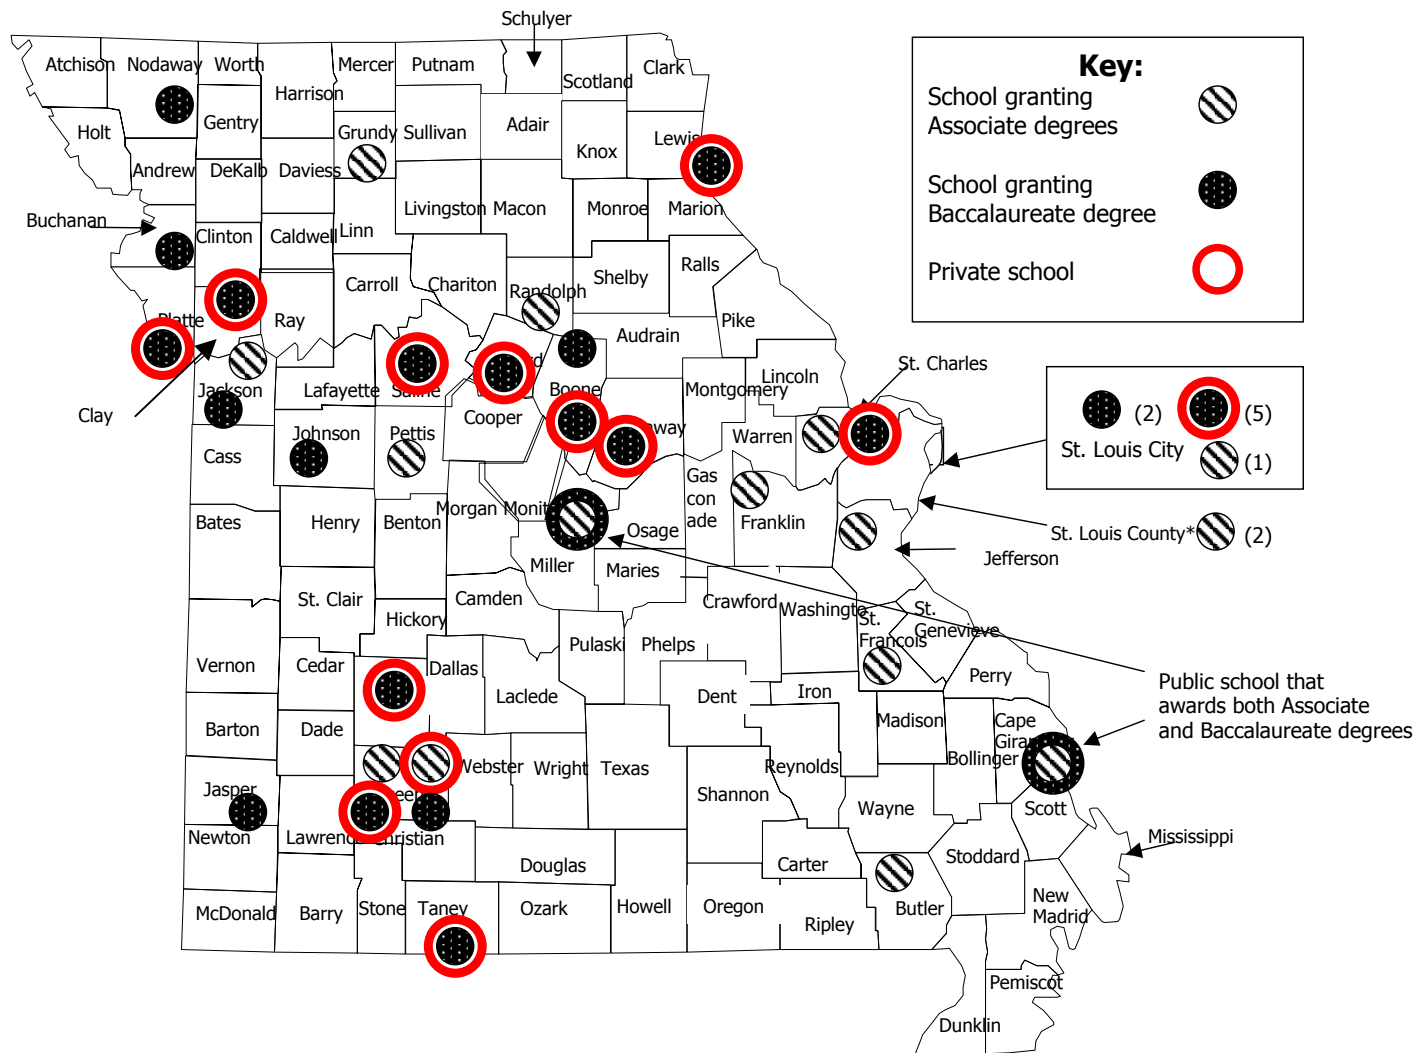 Schulyer
Atchison
Nodaway
Worth
Mercer
Putnam
Clark
Scotland
Harrison
Holt
Gentry
Grundy
Sullivan
Adair
Knox
Lewis
Andrew
DeKalb
Daviess
Buchanan
Livingston
Macon
Monroe
Marion
Clinton
Caldwell
Linn
Carroll
Chariton
Randolph
Shelby
Ralls
Platte
Ray
Audrain
Pike
Jackson
Lafayette
Saline
Boone
Montgomery
Lincoln
St. Charles
Clay
Johnson
Pettis
Cooper
Warren
Cass
Bates
Henry
Benton
Morgan
Gas
con
ade
Franklin
Osage
Miller
Maries
Jefferson
St. Clair
Hickory
Camden
Crawford
Washingto
St.
Francois
St.
Genevieve
Vernon
Cedar
Dallas
Pulaski
Phelps
Laclede
Dent
Iron
Perry
Barton
Dade
Madison
Cape
Bollinger
Webster
Wright
Texas
Reynolds
Jasper
Shannon
Wayne
Scott
Newton
Stoddard
Mississippi
Douglas
Carter
McDonald
Barry
Stone
Taney
Ozark
Howell
Oregon
Ripley
Butler
New
Madrid
Pemiscot
Dunklin
Key:
School granting
Associate degrees
School granting
Baccalaureate degree
Private school
(2)
(5)
St. Louis City
(1)
St. Louis County*
(2)
Public school that
awards both Associate
and Baccalaureate degrees